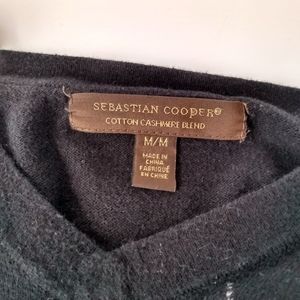 SEBASTIAN COOPER®
COTTON CASHMERE BLEND
M/M
MADE IN
CHINA
FABRIQUÉ
EN CHINE